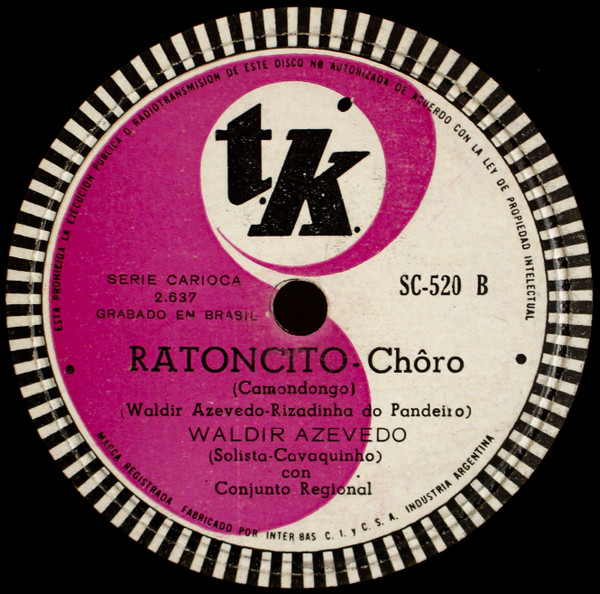 ESTA PROHIBIDA LA EJECUCION PUBLICA O RADIOTRANSMISION DE ESTE DISCO NO AUTORIZADA DE ACUERDO CON LA LEY DE PROPIEDAD INTELECTUAL
t.k.
SERIE CARIOCA
2.637
GRABADO EN BRASIL
SC-520 B
RATONCITO - Chôro
(Camondongo)
(Waldir Azevedo-Rizadinha do Pandeiro)
WALDIR AZEVEDO
(Solista-Cavaquinho)
con
Conjunto Regional
MARCA REGISTRADA FABRICADO POR INTER BAS C. I. y C. S. A. INDUSTRIA ARGENTINA